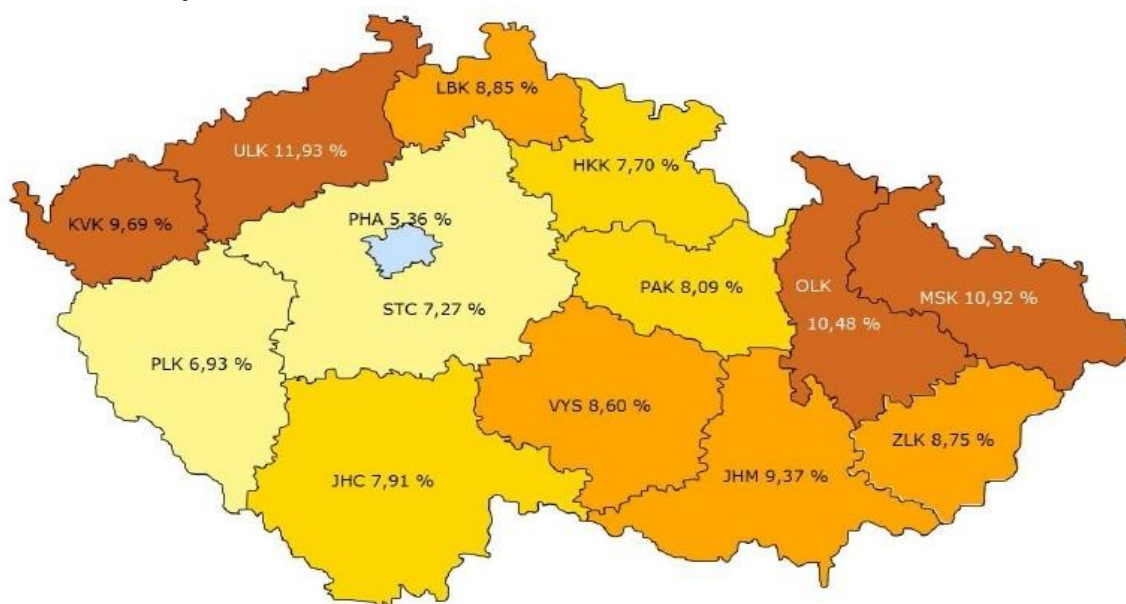 LBK 8,85 %
ULK 11,93 %
HKK 7,70 %
KVK 9,69 %
PHA 5,36 %
PAK 8,09 %
OLK
10,48 %
MSK 10,92 %
STC 7,27 %
PLK 6,93 %
VYS 8,60 %
ZLK 8,75 %
JHC 7,91 %
JHM 9,37 %